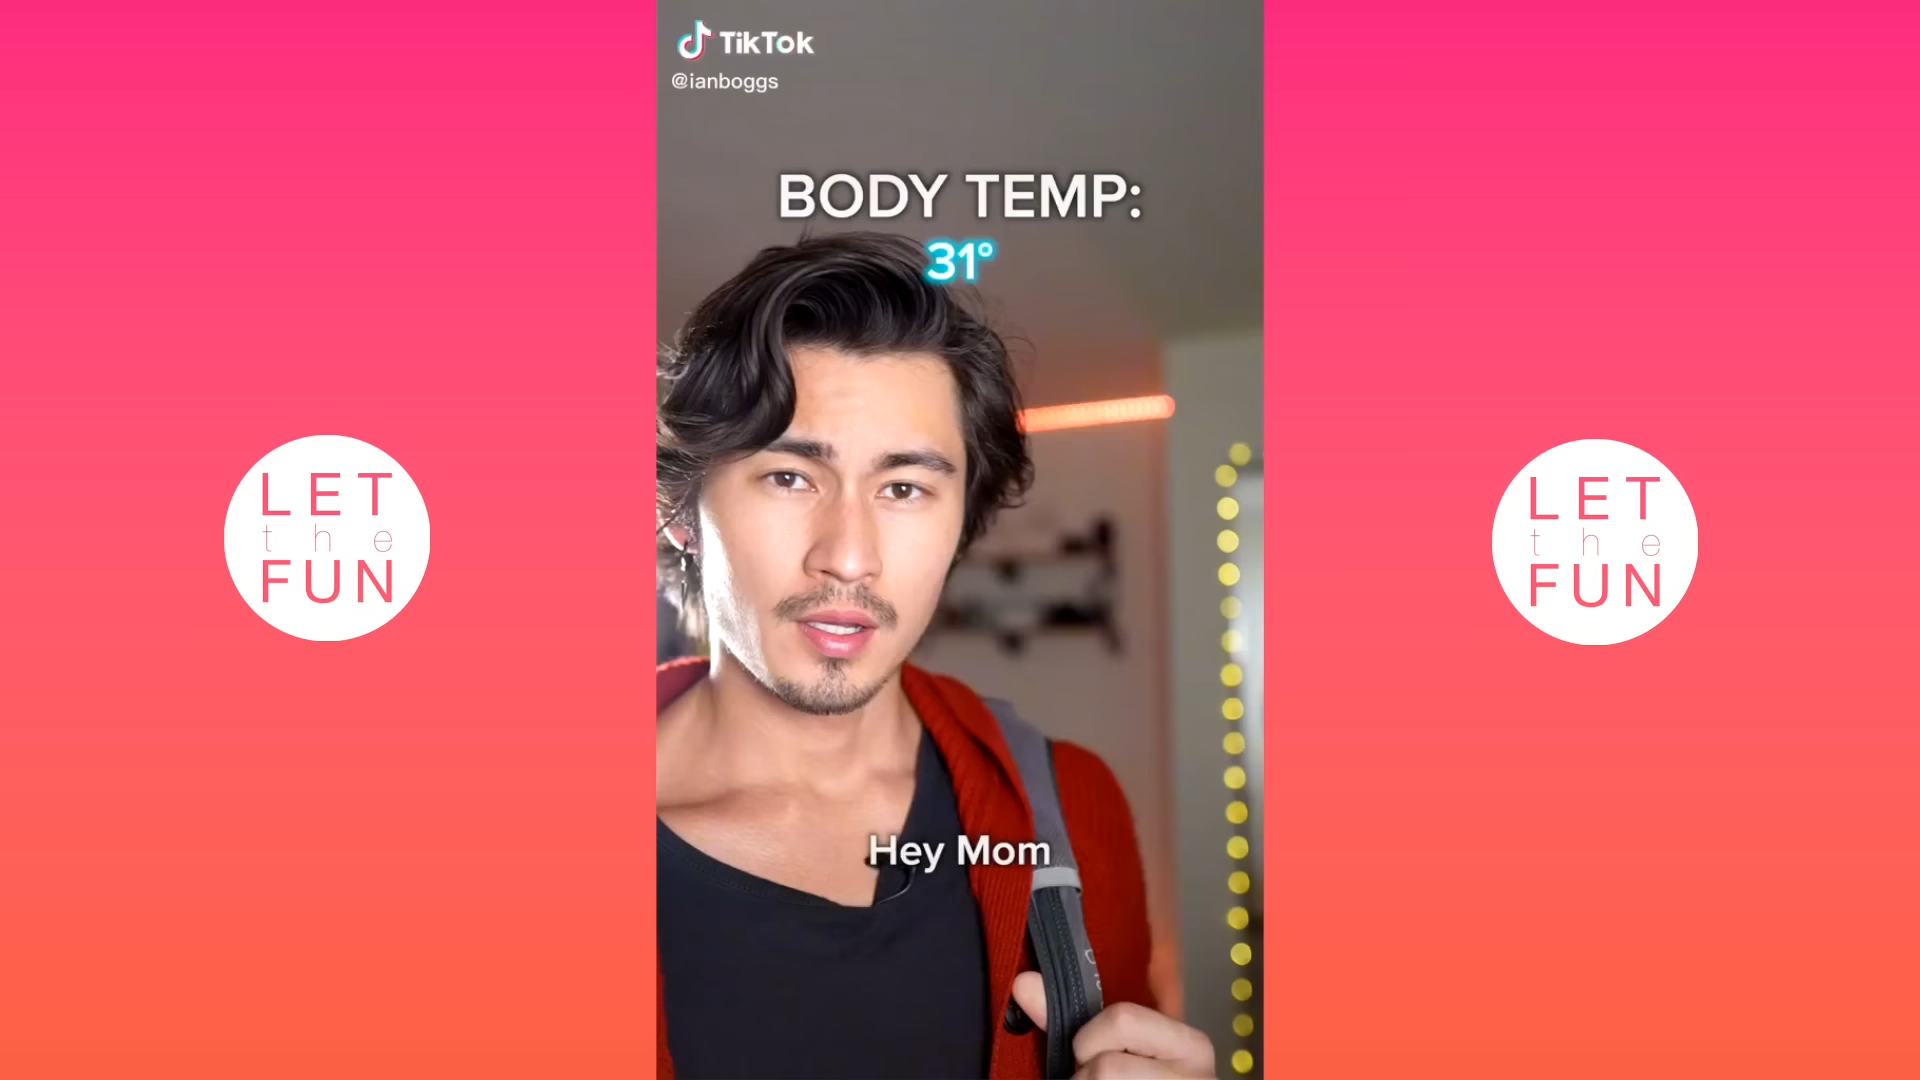 TikTok
@ianboggs
BODY TEMP:
31°
LET
the
FUN
LET
the
FUN
Hey Mom